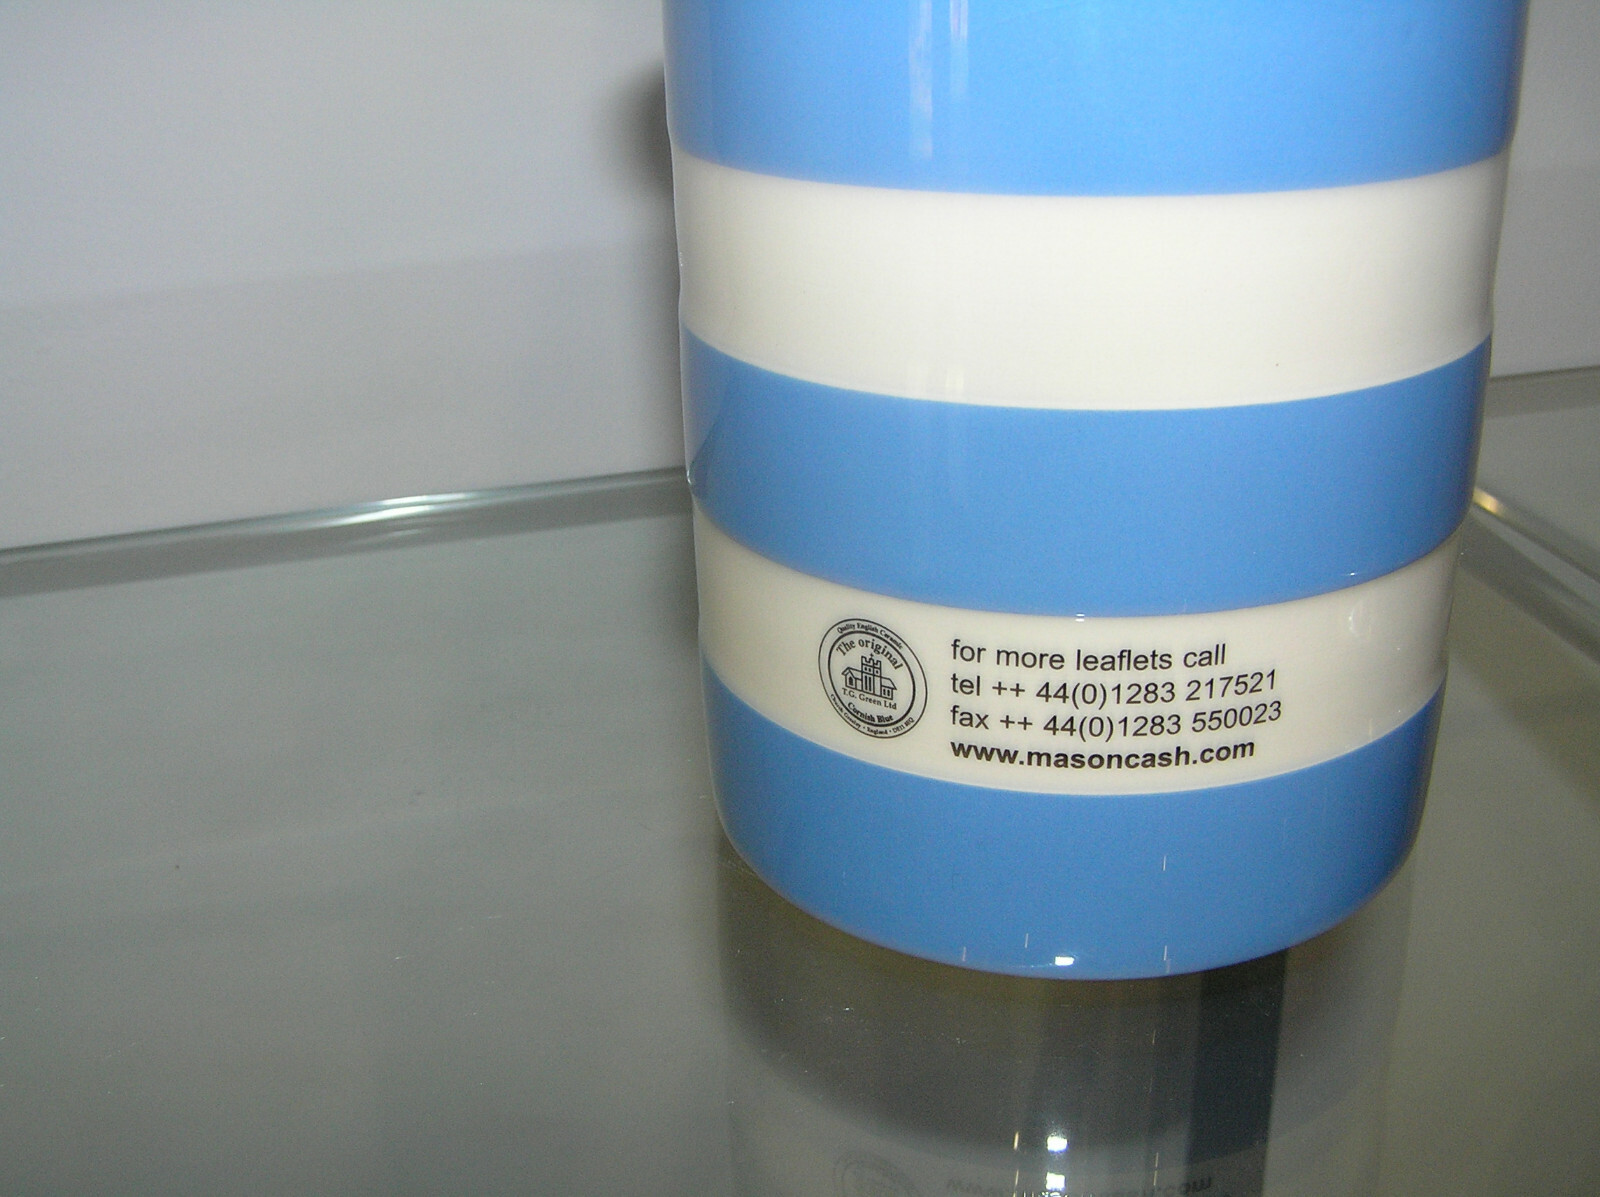 Quality English Ceramic
The original
T.G. Green Ltd
Cornish Blue
England
for more leaflets call
tel ++ 44(0)1283 217521
fax ++ 44(0)1283 550023
www.masoncash.com